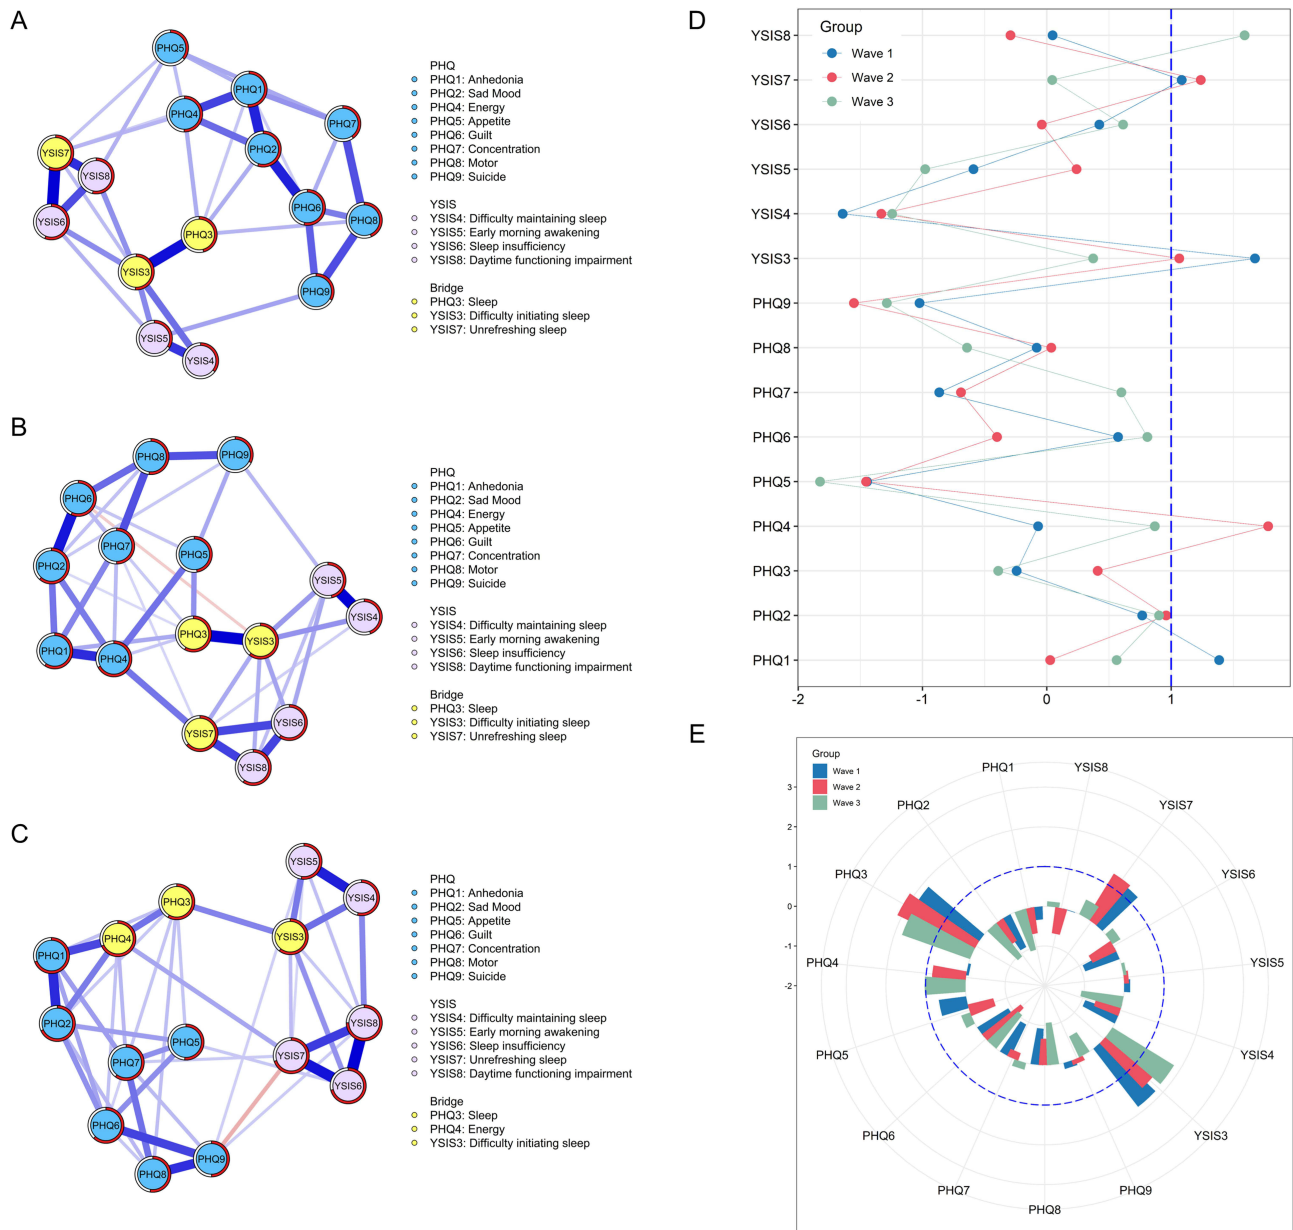 A
PHQ5
PHQ1
PHQ4
PHQ7
PHQ2
YSIS7
YSIS8
PHQ6
YSIS6
PHQ3
PHQ8
YSIS3
PHQ9
YSIS5
YSIS4
PHQ
PHQ1: Anhedonia
PHQ2: Sad Mood
PHQ4: Energy
PHQ5: Appetite
PHQ6: Guilt
PHQ7: Concentration
PHQ8: Motor
PHQ9: Suicide
YSIS
YSIS4: Difficulty maintaining sleep
YSIS5: Early morning awakening
YSIS6: Sleep insufficiency
YSIS8: Daytime functioning impairment
Bridge
PHQ3: Sleep
YSIS3: Difficulty initiating sleep
YSIS7: Unrefreshing sleep
B
PHQ8
PHQ9
PHQ6
PHQ7
PHQ5
PHQ2
YSIS5
YSIS4
PHQ3
YSIS3
PHQ1
PHQ4
YSIS6
YSIS7
YSIS8
PHQ
PHQ1: Anhedonia
PHQ2: Sad Mood
PHQ4: Energy
PHQ5: Appetite
PHQ6: Guilt
PHQ7: Concentration
PHQ8: Motor
PHQ9: Suicide
YSIS
YSIS4: Difficulty maintaining sleep
YSIS5: Early morning awakening
YSIS6: Sleep insufficiency
YSIS8: Daytime functioning impairment
Bridge
PHQ3: Sleep
YSIS3: Difficulty initiating sleep
YSIS7: Unrefreshing sleep
C
YSIS5
YSIS4
PHQ3
PHQ4
YSIS3
PHQ1
PHQ2
YSIS8
PHQ5
YSIS7
PHQ7
YSIS6
PHQ6
PHQ9
PHQ8
PHQ
PHQ1: Anhedonia
PHQ2: Sad Mood
PHQ5: Appetite
PHQ6: Guilt
PHQ7: Concentration
PHQ8: Motor
PHQ9: Suicide
YSIS
YSIS4: Difficulty maintaining sleep
YSIS5: Early morning awakening
YSIS6: Sleep insufficiency
YSIS7: Unrefreshing sleep
YSIS8: Daytime functioning impairment
Bridge
PHQ3: Sleep
PHQ4: Energy
YSIS3: Difficulty initiating sleep
D
Group
Wave 1
Wave 2
Wave 3
YSIS8
YSIS7
YSIS6
YSIS5
YSIS4
YSIS3
PHQ9
PHQ8
PHQ7
PHQ6
PHQ5
PHQ4
PHQ3
PHQ2
PHQ1
-2
-1
0
1
E
Group
Wave 1
Wave 2
Wave 3
3
2
1
0
-1
-2
PHQ1
YSIS8
PHQ2
YSIS7
PHQ3
YSIS6
PHQ4
YSIS5
PHQ5
YSIS4
PHQ6
YSIS3
PHQ7
PHQ9
PHQ8